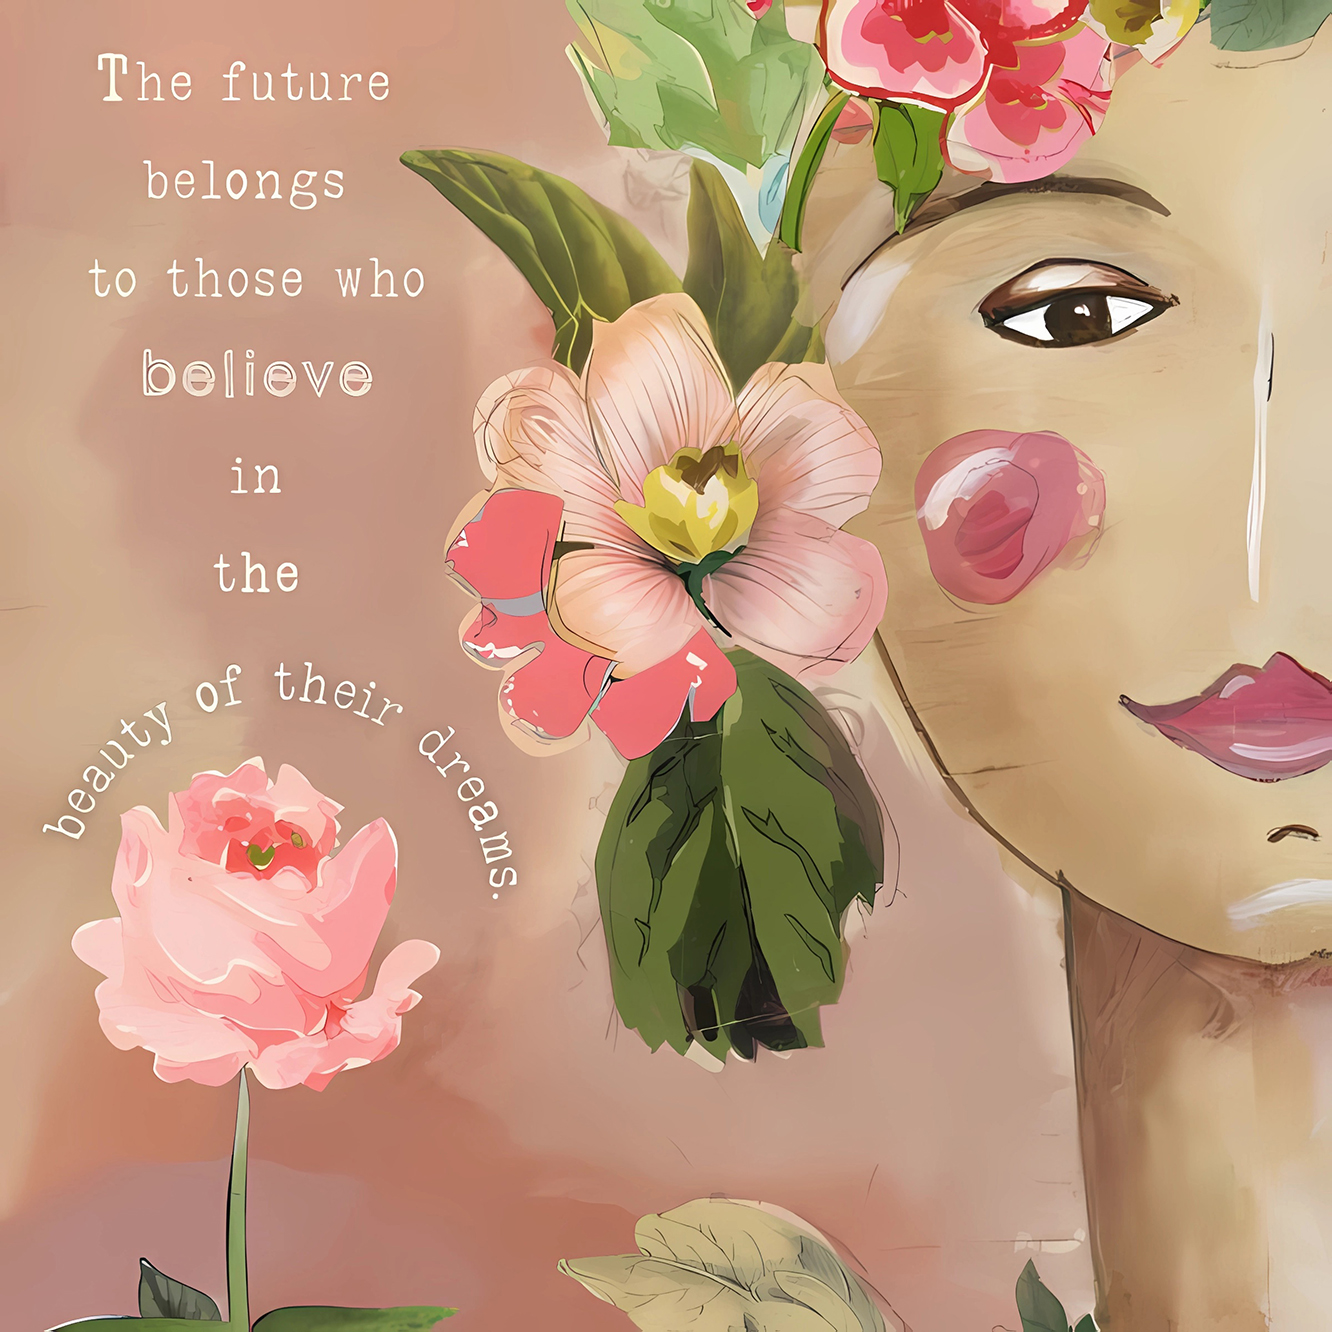 The future
belongs
to those who
believe
in
the
beauty of their dreams.